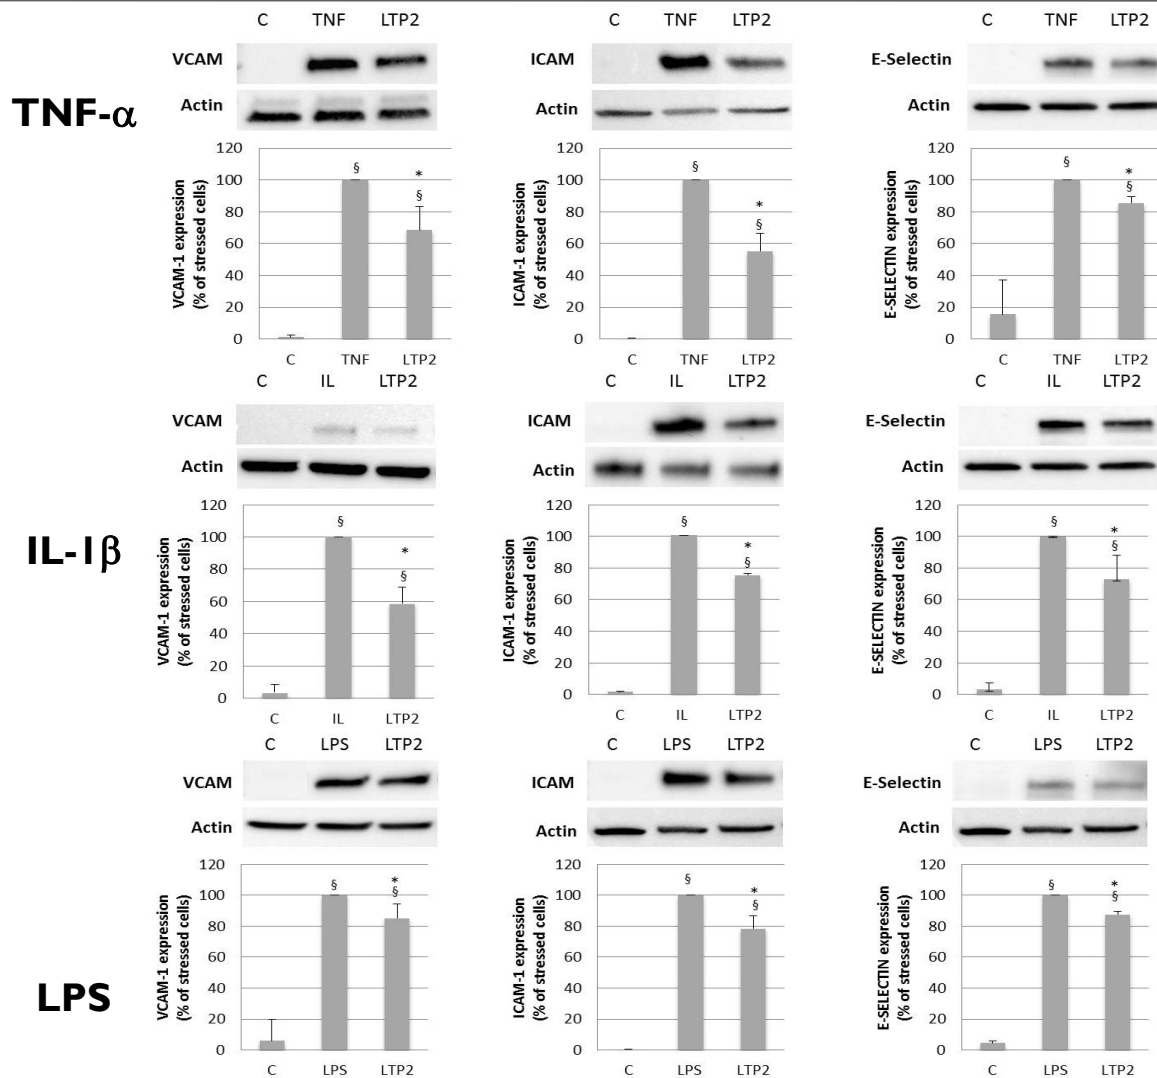 C TNF LTP2 C TNF LTP2 C TNF LTP2
VCAM ICAM E-Selectin
TNF-α
Actin Actin Actin
VCAM-1 expression
(% of stressed cells)
120
100
80
60
40
20
0
§
*
§
C TNF LTP2
ICAM-1 expression
(% of stressed cells)
120
100
80
60
40
20
0
§
*
§
C TNF LTP2
E-SELECTIN expression
(% of stressed cells)
120
100
80
60
40
20
0
§
*
§
C TNF LTP2
C IL LTP2 C IL LTP2 C IL LTP2
VCAM ICAM E-Selectin
Actin Actin Actin
IL-1β
VCAM-1 expression
(% of stressed cells)
120
100
80
60
40
20
0
§
*
§
C IL LTP2
ICAM-1 expression
(% of stressed cells)
120
100
80
60
40
20
0
§
*
§
C IL LTP2
E-SELECTIN expression
(% of stressed cells)
120
100
80
60
40
20
0
§
*
§
C IL LTP2
C LPS LTP2 C LPS LTP2 C LPS LTP2
VCAM ICAM E-Selectin
Actin Actin Actin
LPS
VCAM-1 expression
(% of stressed cells)
120
100
80
60
40
20
0
§
*
§
C LPS LTP2
ICAM-1 expression
(% of stressed cells)
120
100
80
60
40
20
0
§
*
§
C LPS LTP2
E-SELECTIN expression
(% of stressed cells)
120
100
80
60
40
20
0
§
*
§
C LPS LTP2